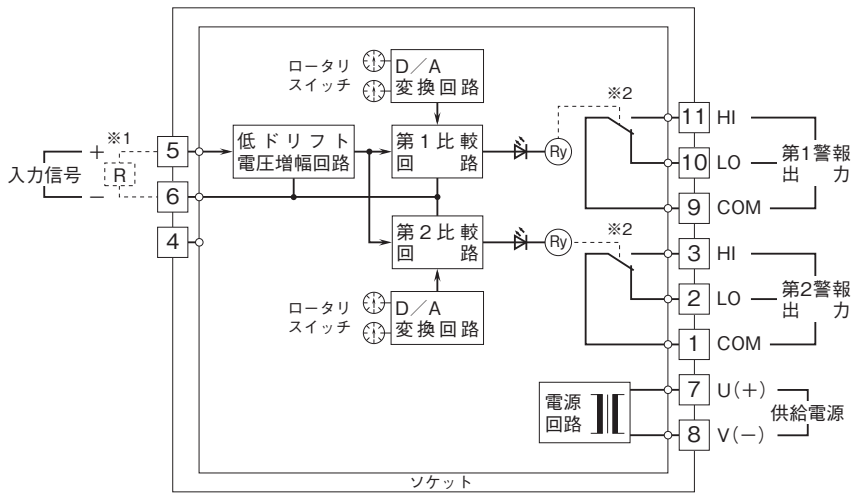 ロータリ
スイッチ
D／A
変換回路
※2
※1
＋
5
低ドリフト
電圧増幅回路
第1比較
回 路
Ry
11 HI
入力信号
R
10 LO
第1警報
出 力
－
6
9 COM
4
第2比較
回 路
Ry
※2
3 HI
2 LO
第2警報
出 力
ロータリ
スイッチ
D／A
変換回路
1 COM
電源
回路
7 U(＋)
供給電源
8 V(－)
ソケット